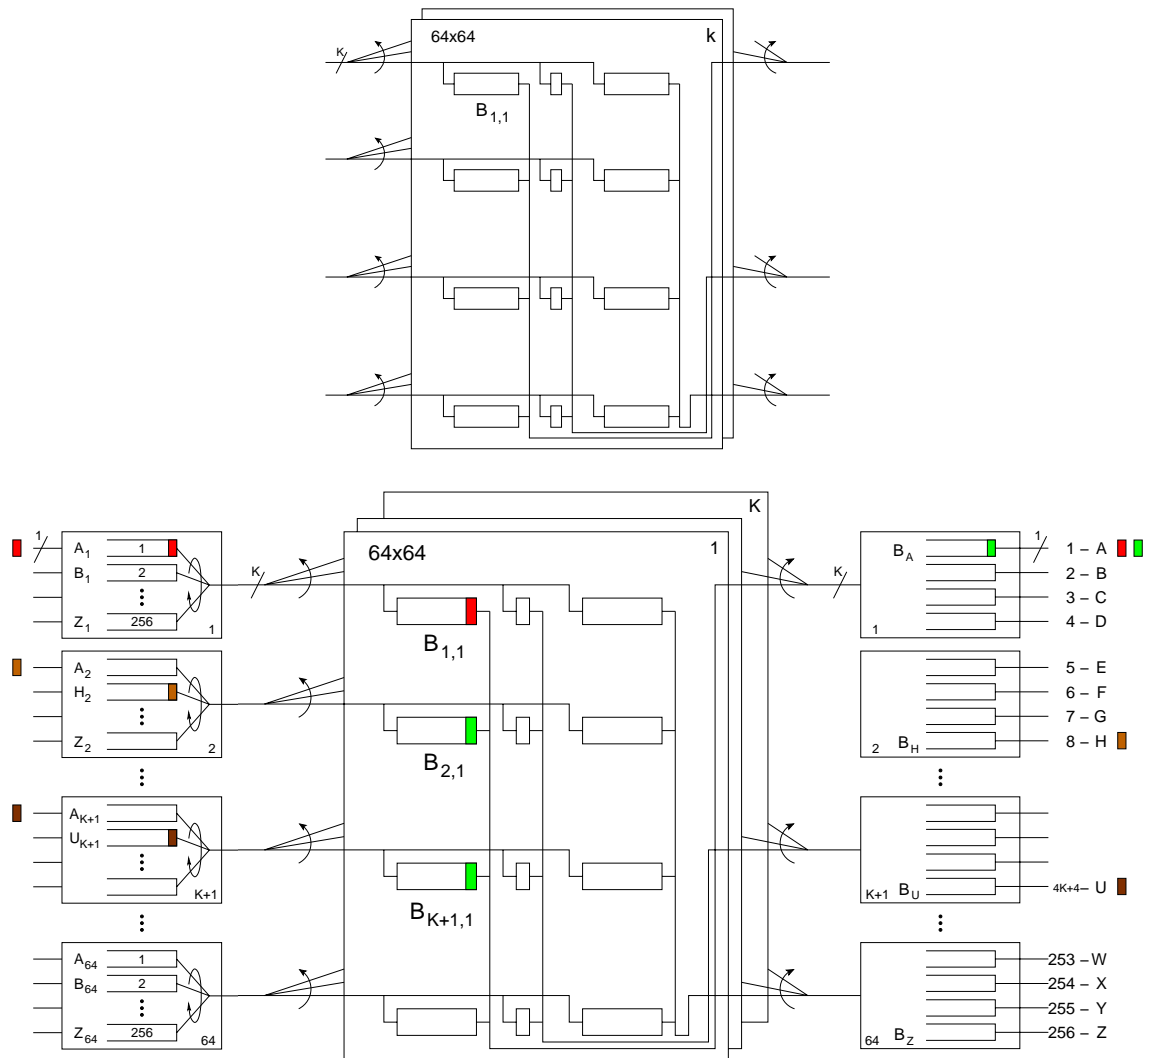 64x64
k
K
B1,1
K
64x64
1
1
A1
1
B1
2
Z1
256
1
K
B1,1
K
BA
1
1 – A
2 – B
3 – C
4 – D
1
A2
H2
Z2
2
B2,1
5 – E
6 – F
7 – G
8 – H
2
BH
AK+1
UK+1
K+1
BK+1,1
K+1
BU
4K+4– U
A64
1
B64
2
Z64
256
64
253 – W
254 – X
255 – Y
256 – Z
64
BZ